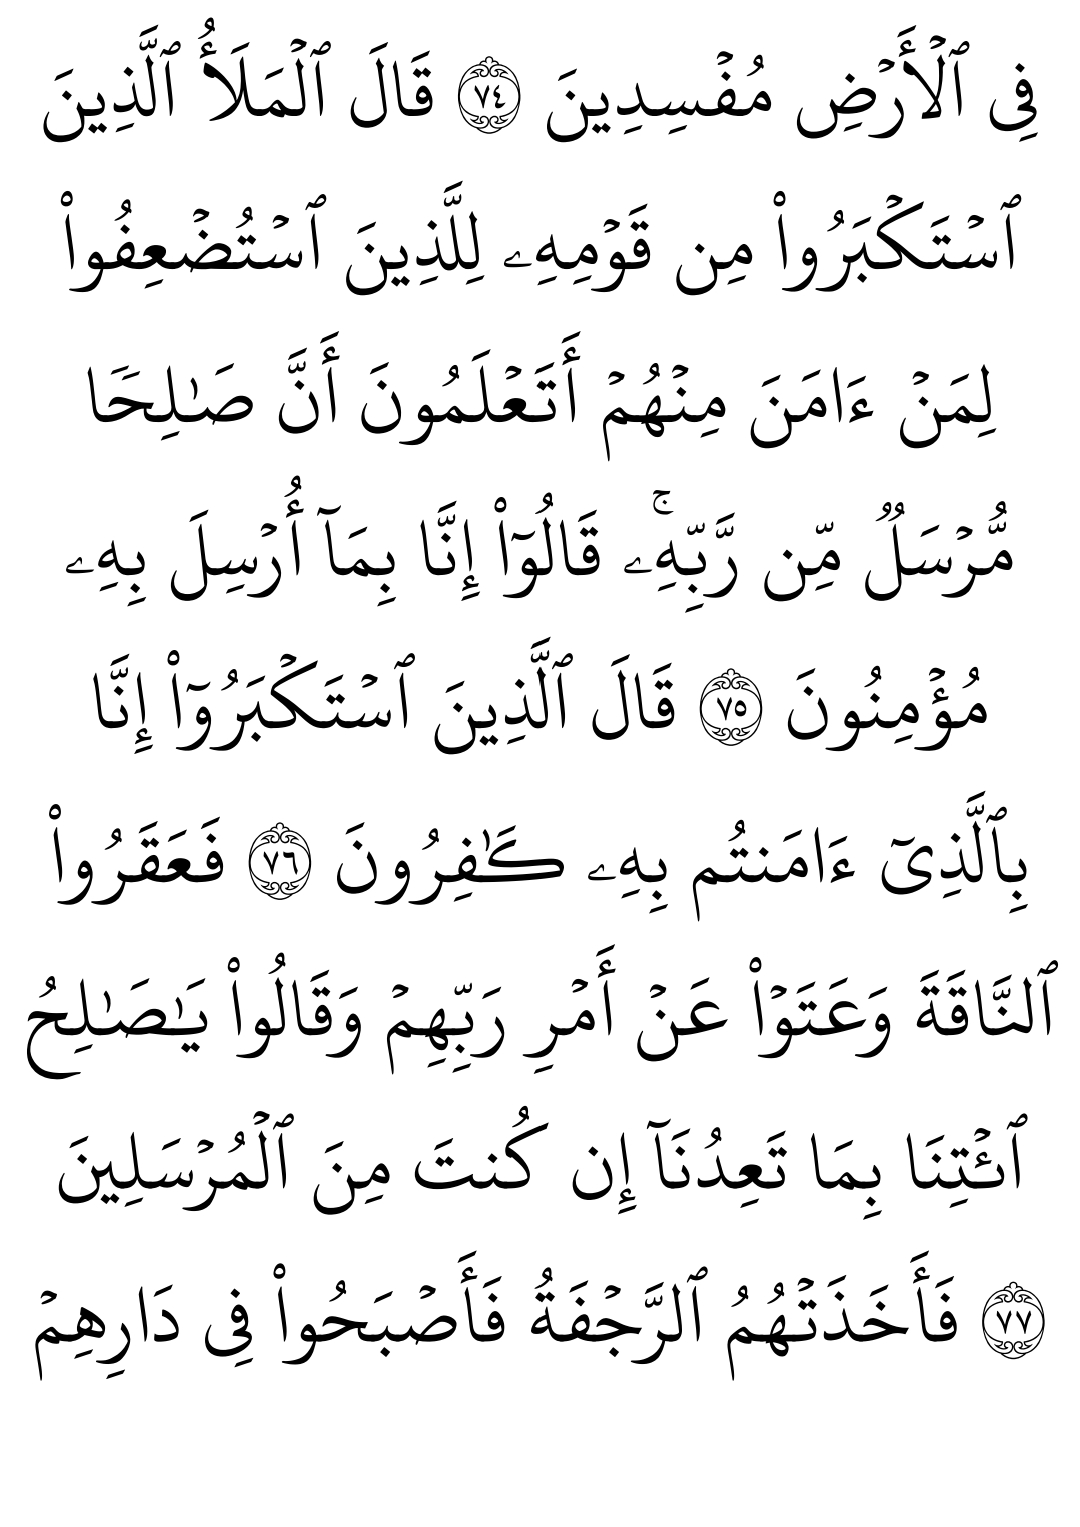 فِى ٱلۡأَرۡضِ مُفۡسِدِينَ ٧٤ قَالَ ٱلۡمَلَأُ ٱلَّذِينَ
ٱسۡتَكۡبَرُواْ مِن قَوۡمِهِۦ لِلَّذِينَ ٱسۡتُضۡعِفُواْ
لِمَنۡ ءَامَنَ مِنۡهُمۡ أَتَعۡلَمُونَ أَنَّ صَـٰلِحَا
مُّرۡسَلٌ مِّن رَّبِّهِۦۚ قَالُوٓاْ إِنَّا بِمَآ أُرۡسِلَ بِهِۦ
مُؤۡمِنُونَ ٧٥ قَالَ ٱلَّذِينَ ٱسۡتَكۡبَرُوٓاْ إِنَّا
بِٱلَّذِىٓ ءَامَنتُم بِهِۦ كَـٰفِرُونَ ٧٦ فَعَقَرُواْ
ٱلنَّاقَةَ وَعَتَوۡاْ عَنۡ أَمۡرِ رَبِّهِمۡ وَقَالُواْ يَـٰصَـٰلِحُ
ٱئۡتِنَا بِمَا تَعِدُنَآ إِن كُنتَ مِنَ ٱلۡمُرۡسَلِينَ
٧٧ فَأَخَذَتۡهُمُ ٱلرَّجۡفَةُ فَأَصۡبَحُواْ فِى دَارِهِمۡ